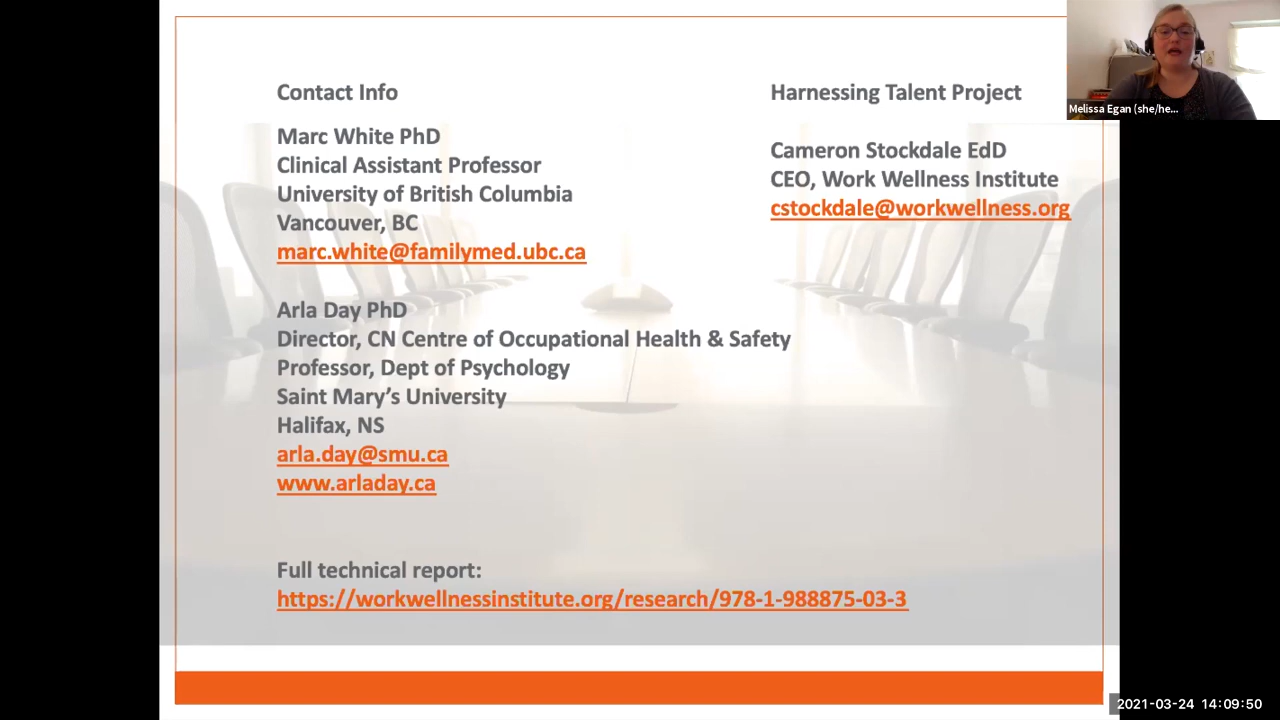 Contact Info
Marc White PhD
Clinical Assistant Professor
University of British Columbia
Vancouver, BC
marc.white@familymed.ubc.ca
Arla Day PhD
Director, CN Centre of Occupational Health & Safety
Professor, Dept of Psychology
Saint Mary’s University
Halifax, NS
arla.day@smu.ca
www.arladay.ca
Full technical report:
https://workwellnessinstitute.org/research/978-1-988875-03-3
Harnessing Talent Project
Cameron Stockdale EdD
CEO, Work Wellness Institute
cstockdale@workwellness.org
Melissa Egan (she/he...
2021-03-24 14:09:50